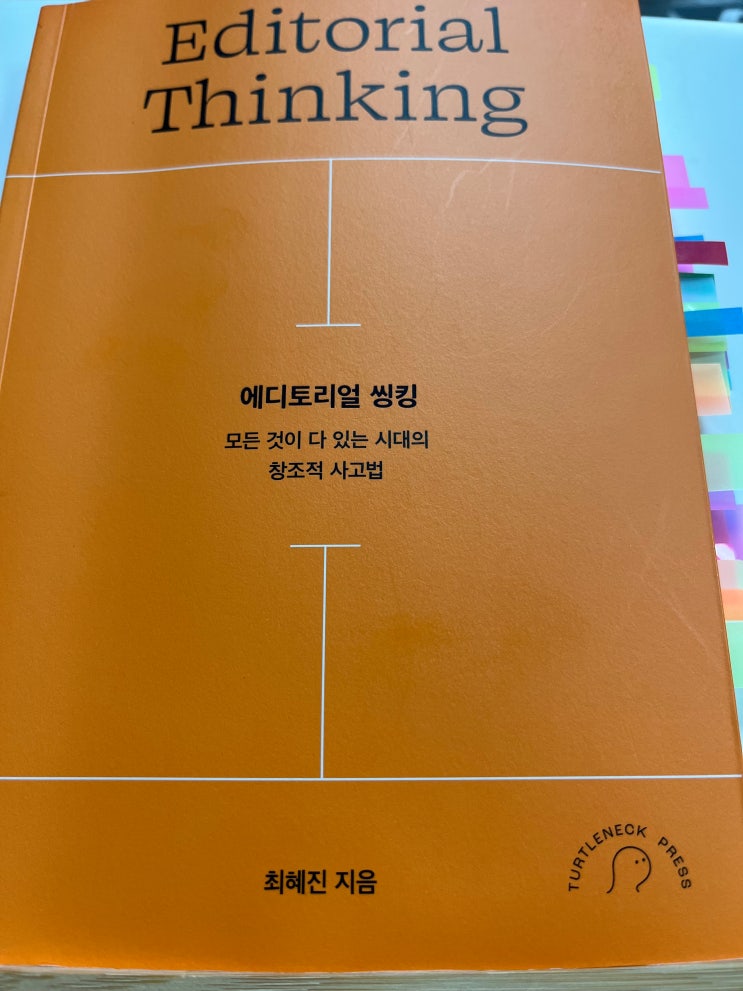 Editorial
Thinking
에디토리얼 씽킹
모든 것이 다 있는 시대의
창조적 사고법
최혜진 지음
TURTLENECK PRESS